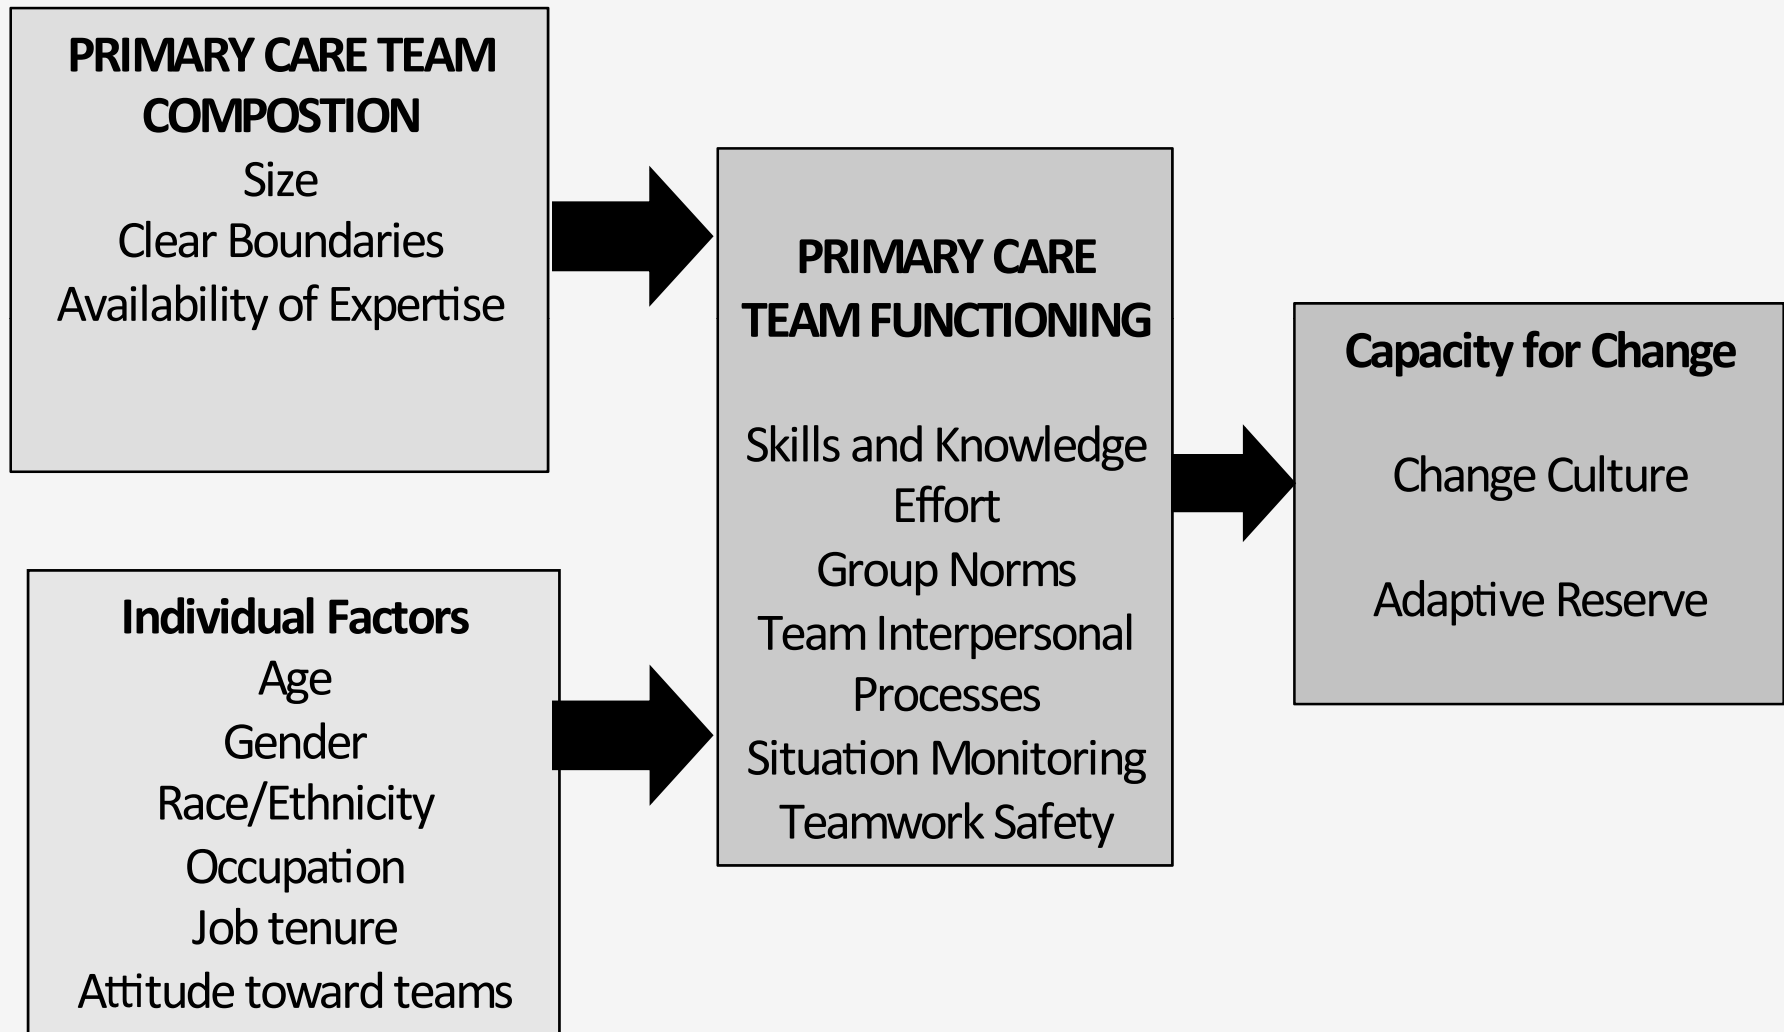 PRIMARY CARE TEAM
COMPOSTION
Size
Clear Boundaries
Availability of Expertise
Individual Factors
Age
Gender
Race/Ethnicity
Occupation
Job tenure
Attitude toward teams
PRIMARY CARE
TEAM FUNCTIONING
Skills and Knowledge
Effort
Group Norms
Team Interpersonal
Processes
Situation Monitoring
Teamwork Safety
Capacity for Change
Change Culture
Adaptive Reserve